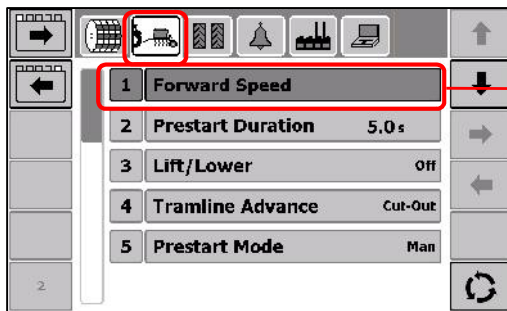 1 Forward Speed
2 Prestart Duration 5.0 s
3 Lift/Lower Off
4 Tramline Advance Cut-Out
5 Prestart Mode Man
2